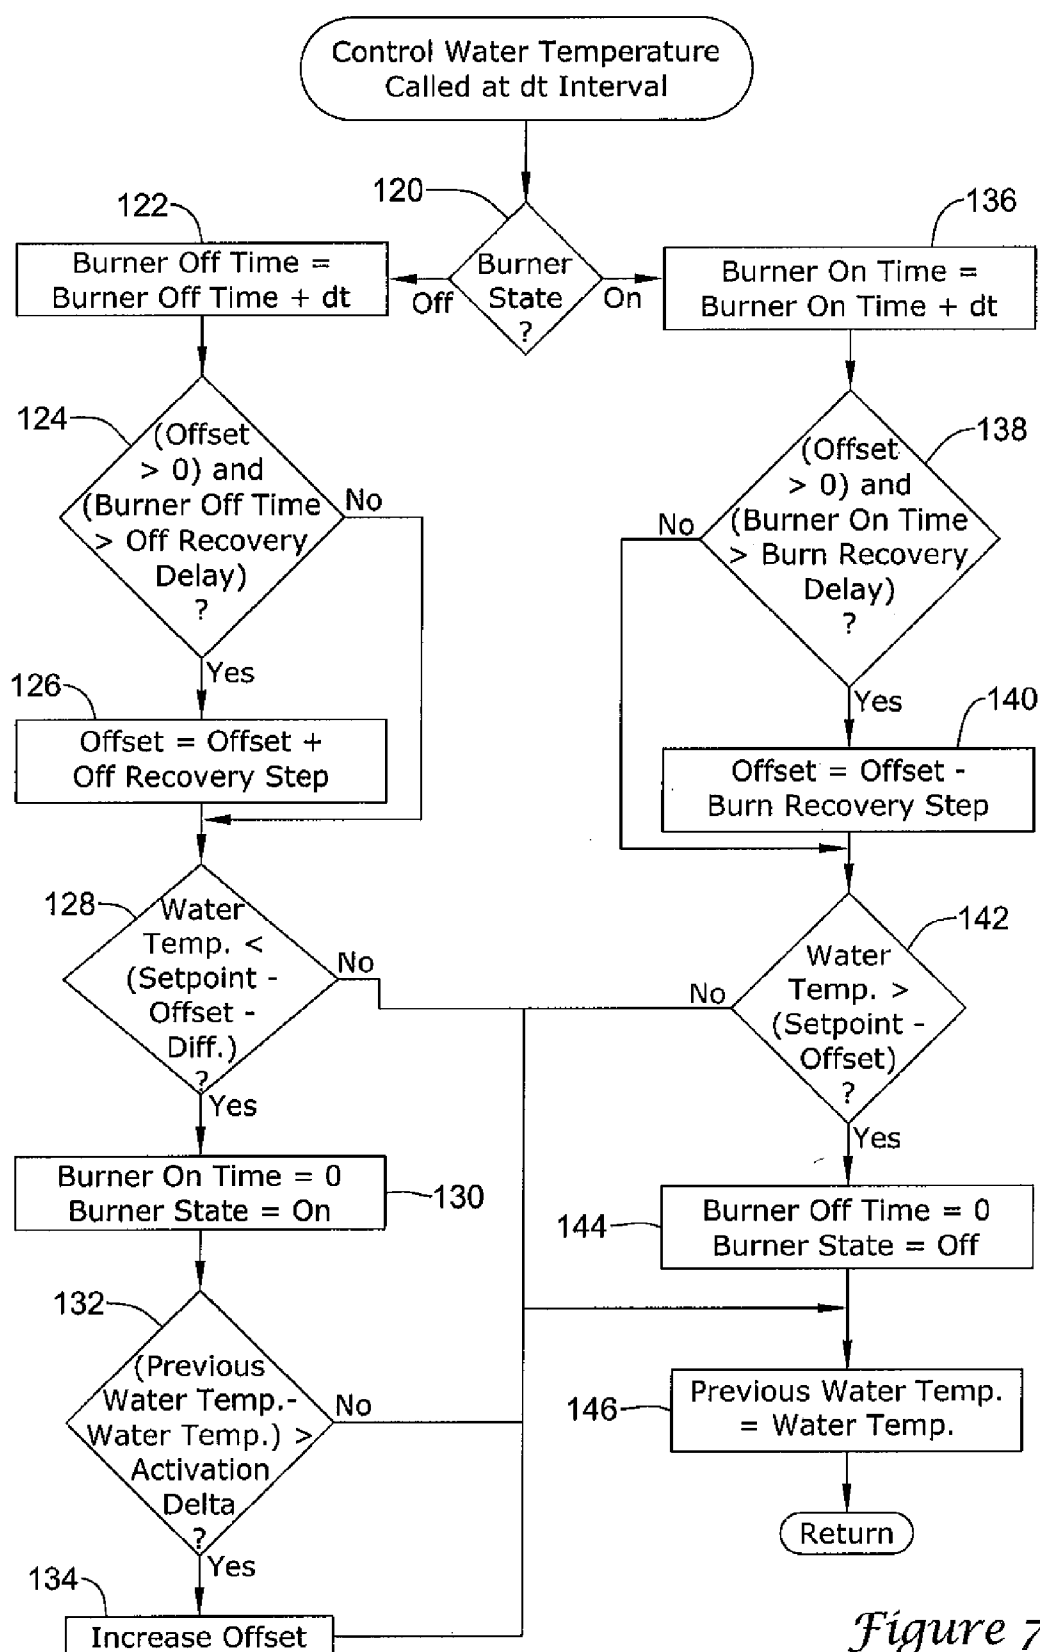 Control Water Temperature
Called at dt Interval
120
Burner
State
?
Off
On
122
Burner Off Time =
Burner Off Time + dt
124
(Offset
> 0) and
(Burner Off Time
> Off Recovery
Delay)
?
No
Yes
126
Offset = Offset +
Off Recovery Step
128
Water
Temp. <
(Setpoint -
Offset -
Diff.)
?
No
Yes
Burner On Time = 0
Burner State = On
130
132
(Previous
Water Temp.-
Water Temp.) >
Activation
Delta
?
No
Yes
134
Increase Offset
136
Burner On Time =
Burner On Time + dt
138
(Offset
> 0) and
(Burner On Time
> Burn Recovery
Delay)
?
No
Yes
140
Offset = Offset -
Burn Recovery Step
142
Water
Temp. >
(Setpoint -
Offset)
?
No
Yes
144
Burner Off Time = 0
Burner State = Off
146
Previous Water Temp.
= Water Temp.
Return
Figure 7